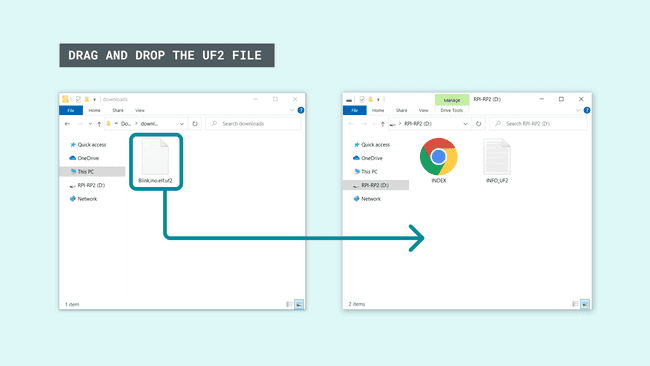 DRAG AND DROP THE UF2 FILE
downloads
File Home Share View
Do... downl... Search downloads
Quick access
OneDrive
This PC
RPI-RP2 (D:)
Network
Blink.ino.elf.uf2
1 item
Manage RPI-RP2 (D:)
File Home Share View Drive Tools
RPI-RP2 (D:) Search RPI-RP2 (D:)
Quick access
OneDrive
This PC
RPI-RP2 (D:)
Network
INDEX INFO_UF2
2 items